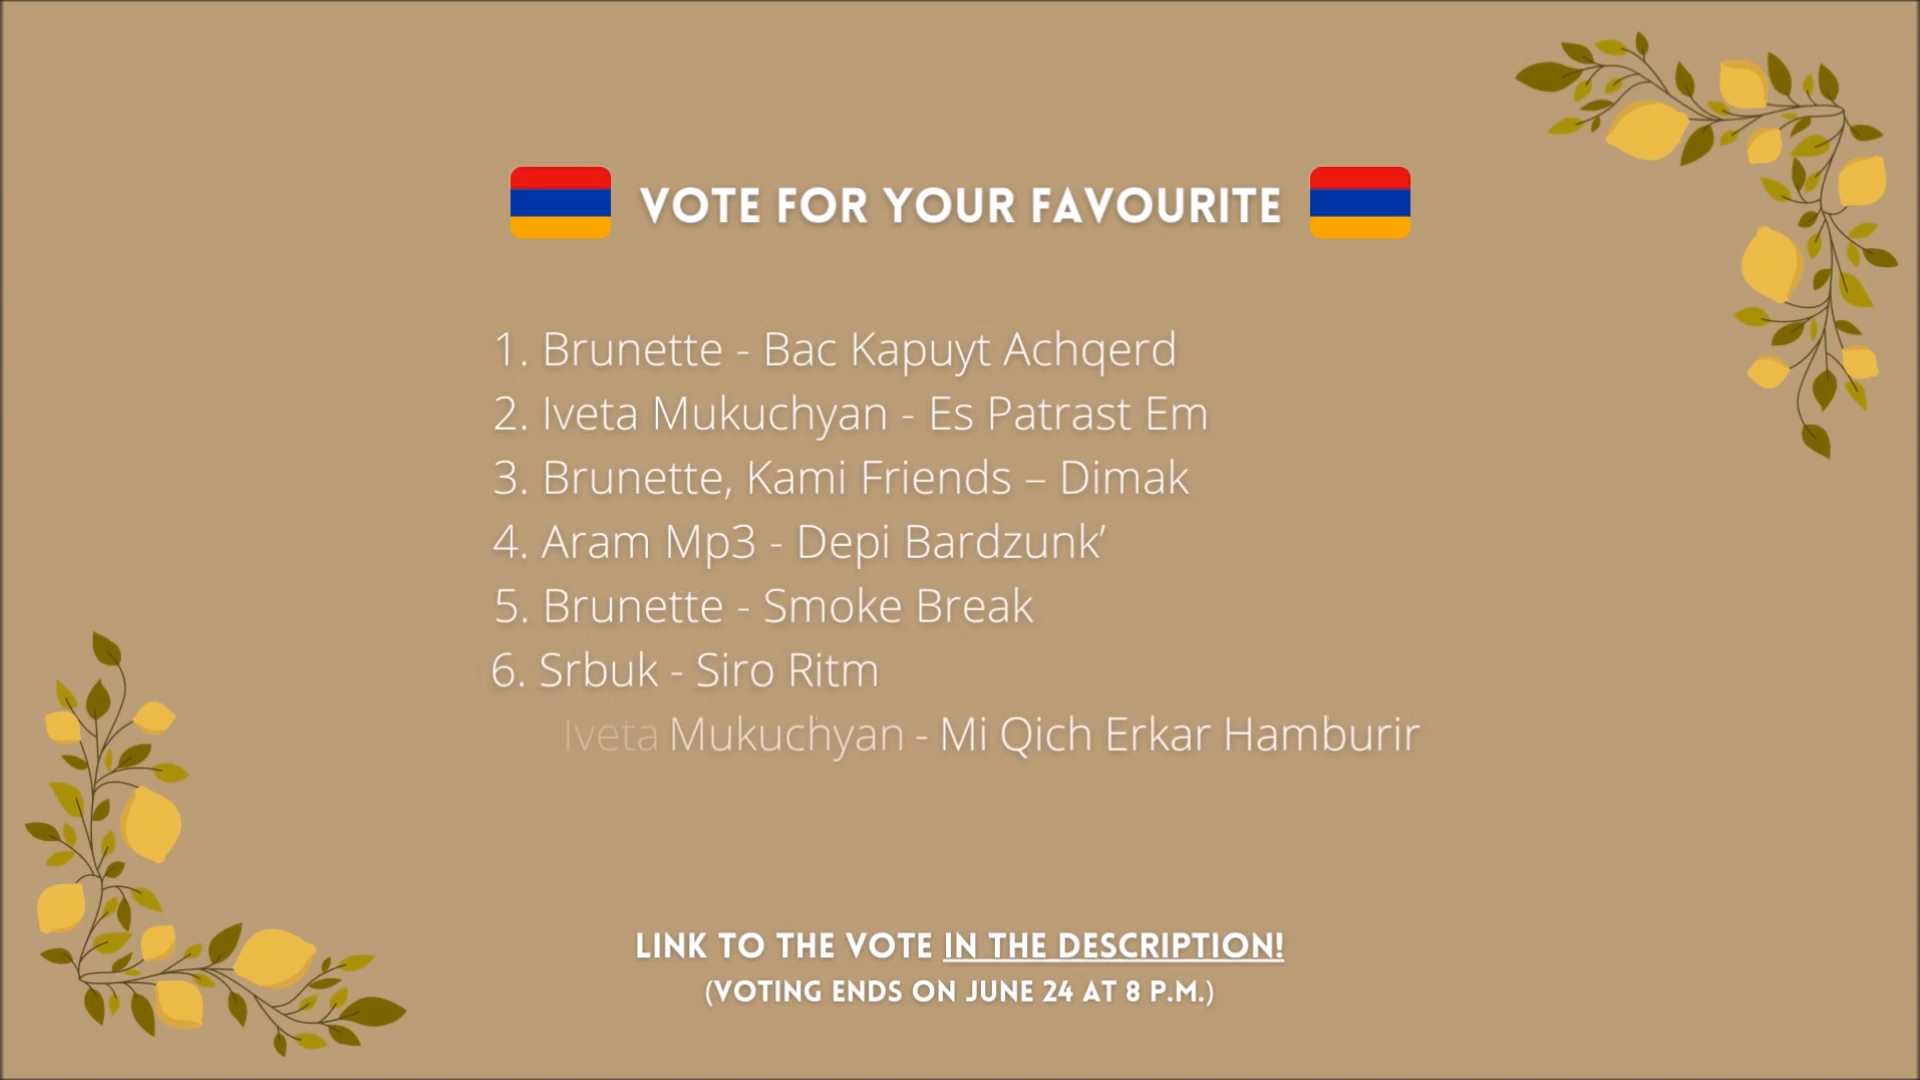 VOTE FOR YOUR FAVOURITE
1. Brunette - Bac Kapuyt Achqerd
2. Iveta Mukuchyan - Es Patrast Em
3. Brunette, Kami Friends – Dimak
4. Aram Mp3 - Depi Bardzunk’
5. Brunette - Smoke Break
6. Srbuk - Siro Ritm
Iveta Mukuchyan - Mi Qich Erkar Hamburir
LINK TO THE VOTE IN THE DESCRIPTION!
(VOTING ENDS ON JUNE 24 AT 8 P.M.)